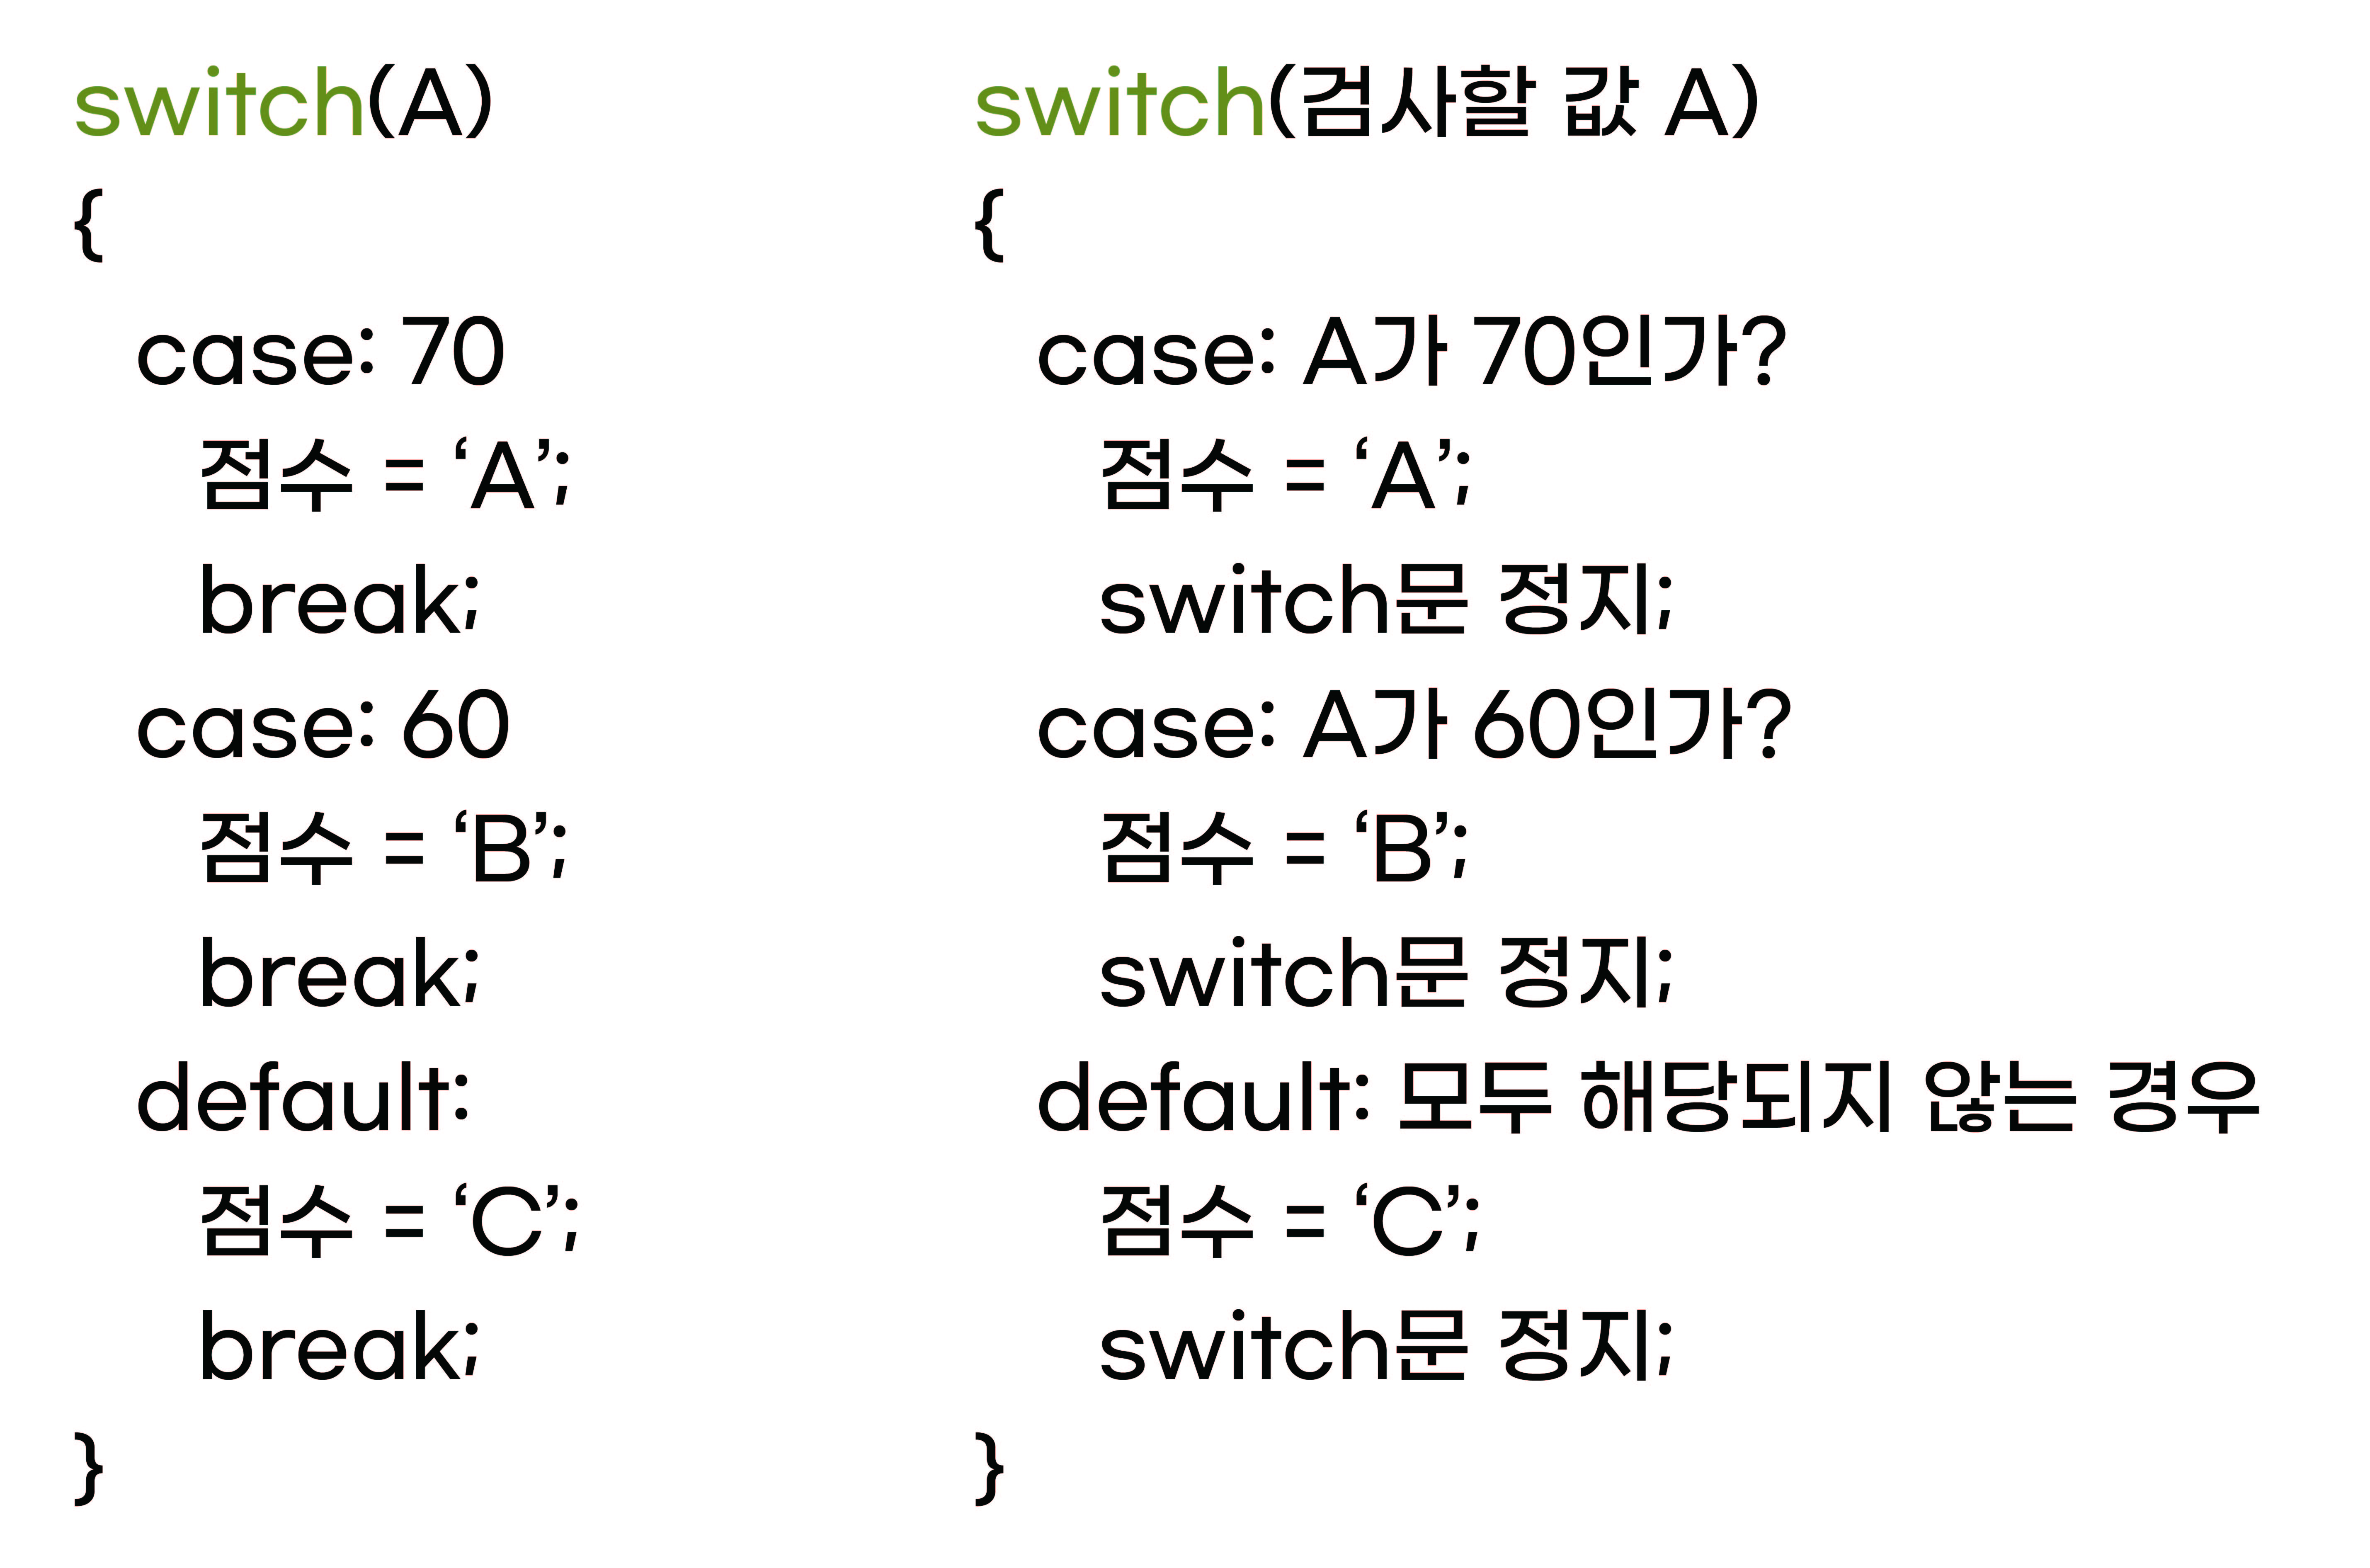 switch(A)
{
case: 70
점수 = ‘A’;
break;
case: 60
점수 = ‘B’;
break;
default:
점수 = ‘C’;
break;
}
switch(검사할 값 A)
{
case: A가 70인가?
점수 = ‘A’;
switch문 정지;
case: A가 60인가?
점수 = ‘B’;
switch문 정지;
default: 모두 해당되지 않는 경우
점수 = ‘C’;
switch문 정지;
}